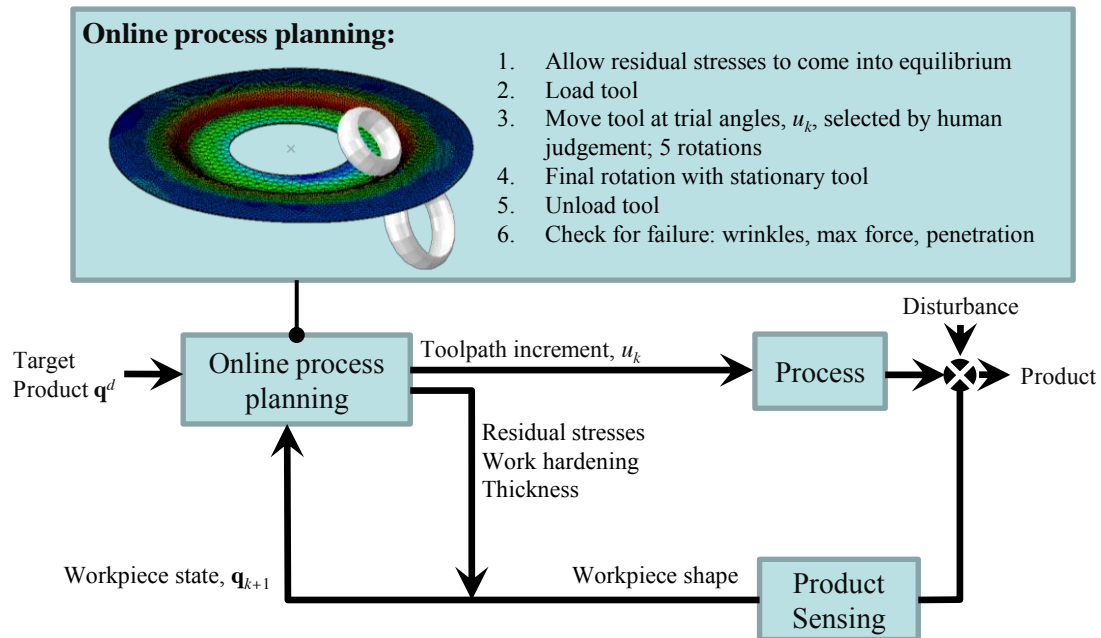 Online process planning:
1. Allow residual stresses to come into equilibrium
2. Load tool
3. Move tool at trial angles, uk, selected by human
judgement; 5 rotations
4. Final rotation with stationary tool
5. Unload tool
6. Check for failure: wrinkles, max force, penetration
Disturbance
Target
Product q^d
Online process
planning
Toolpath increment, uk
Process
Product
Residual stresses
Work hardening
Thickness
Workpiece state, qk+1
Workpiece shape
Product
Sensing